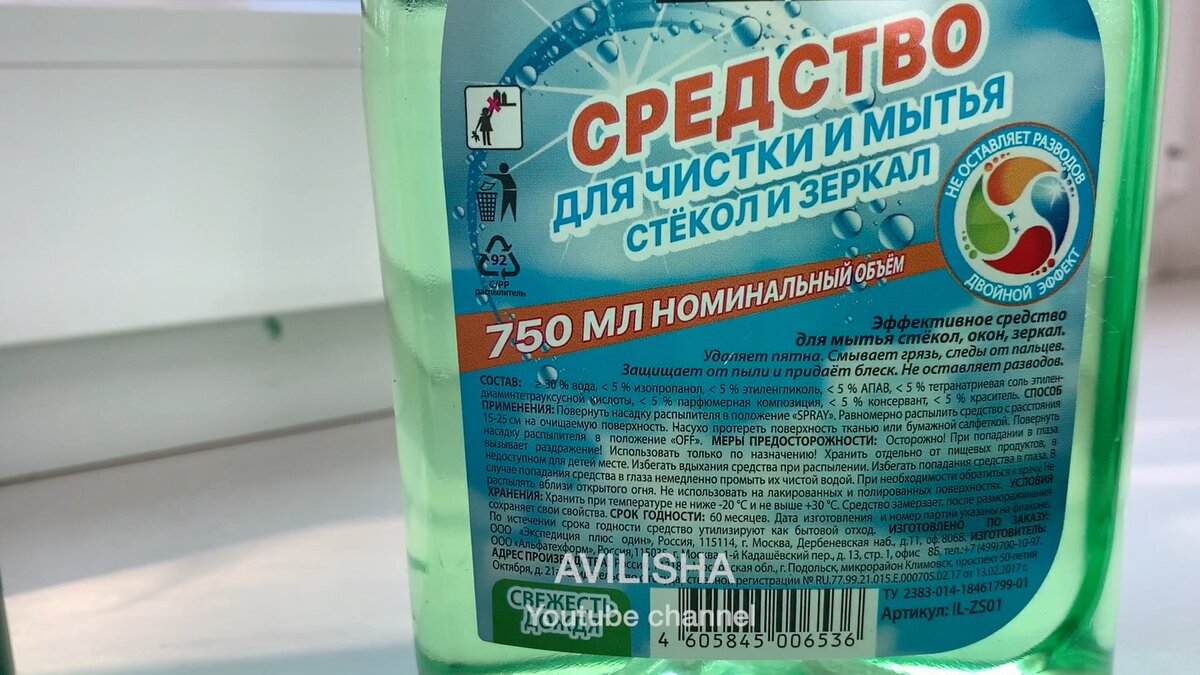 СРЕДСТВО
ДЛЯ ЧИСТКИ И МЫТЬЯ
СТЁКОЛ И ЗЕРКАЛ
НЕ ОСТАВЛЯЕТ РАЗВОДОВ
ДВОЙНОЙ ЭФФЕКТ
92
C/PP
распылитель
750 МЛ НОМИНАЛЬНЫЙ ОБЪЁМ
Эффективное средство
для мытья стёкол, окон, зеркал.
Удаляет пятна. Смывает грязь, следы от пальцев.
Защищает от пыли и придаёт блеск. Не оставляет разводов.
СОСТАВ: ≥ 30 % вода, < 5 % изопропанол, < 5 % этиленгликоль, < 5 % АПАВ, < 5 % тетранатриевая соль этилен-
диаминтетрауксусной кислоты, < 5 % парфюмерная композиция, < 5 % консервант, < 5 % краситель. СПОСОБ
ПРИМЕНЕНИЯ: Повернуть насадку распылителя в положение «SPRAY». Равномерно распылить средство с расстояния
15-25 см на очищаемую поверхность. Насухо протереть поверхность тканью или бумажной салфеткой. Повернуть
насадку распылителя в положение «OFF». МЕРЫ ПРЕДОСТОРОЖНОСТИ: Осторожно! При попадании в глаза
вызывает раздражение! Использовать только по назначению! Хранить отдельно от пищевых продуктов, в
недоступном для детей месте. Избегать вдыхания средства при распылении. Избегать попадания средства в глаза. В
случае попадания средства в глаза немедленно промыть их чистой водой. При необходимости обратиться к врачу. Не
распылять вблизи открытого огня. Не использовать на лакированных и полированных поверхностях. УСЛОВИЯ
ХРАНЕНИЯ: Хранить при температуре не ниже -20 °С и не выше +30 °С. Средство замерзает, после размораживания
сохраняет свои свойства. СРОК ГОДНОСТИ: 60 месяцев. Дата изготовления и номер партии указаны на флаконе.
По истечении срока годности средство утилизируют как бытовой отход. ИЗГОТОВЛЕНО ПО ЗАКАЗУ:
ООО «Экспедиция плюс один», Россия, 115114, г. Москва, Дербеневская наб., д.11, оф. 806В. ИЗГОТОВИТЕЛЬ:
ООО «Альфатехформ», Россия, 115035, г. Москва, 1-й Кадашёвский пер., д. 13, стр. 1, офис 8Б, тел.:+7 (499)700-10-97.
АДРЕС ПРОИЗВОДСТВА: Россия, обл., г. Подольск, микрорайон Климовск, проспект 50-летия
Октября, д. 21а. регистрации № RU.77.99.21.015.Е.000705.02.17 от 13.02.2017 г.
AVILISHA
Youtube channel
СВЕЖЕСТЬ
ДОЖДЯ
4 605845 006536
ТУ 2383-014-18461799-01
Артикул: IL-ZS01